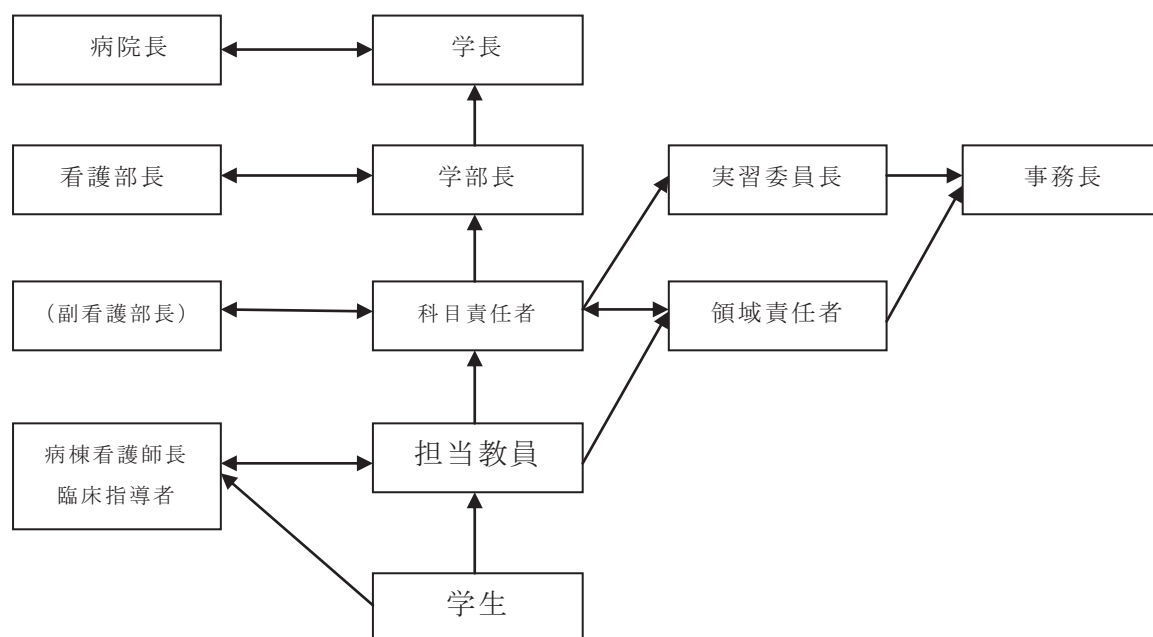 病院長
学長
看護部長
学部長
実習委員長
事務長
(副看護部長)
科目責任者
領域責任者
病棟看護師長
臨床指導者
担当教員
学生